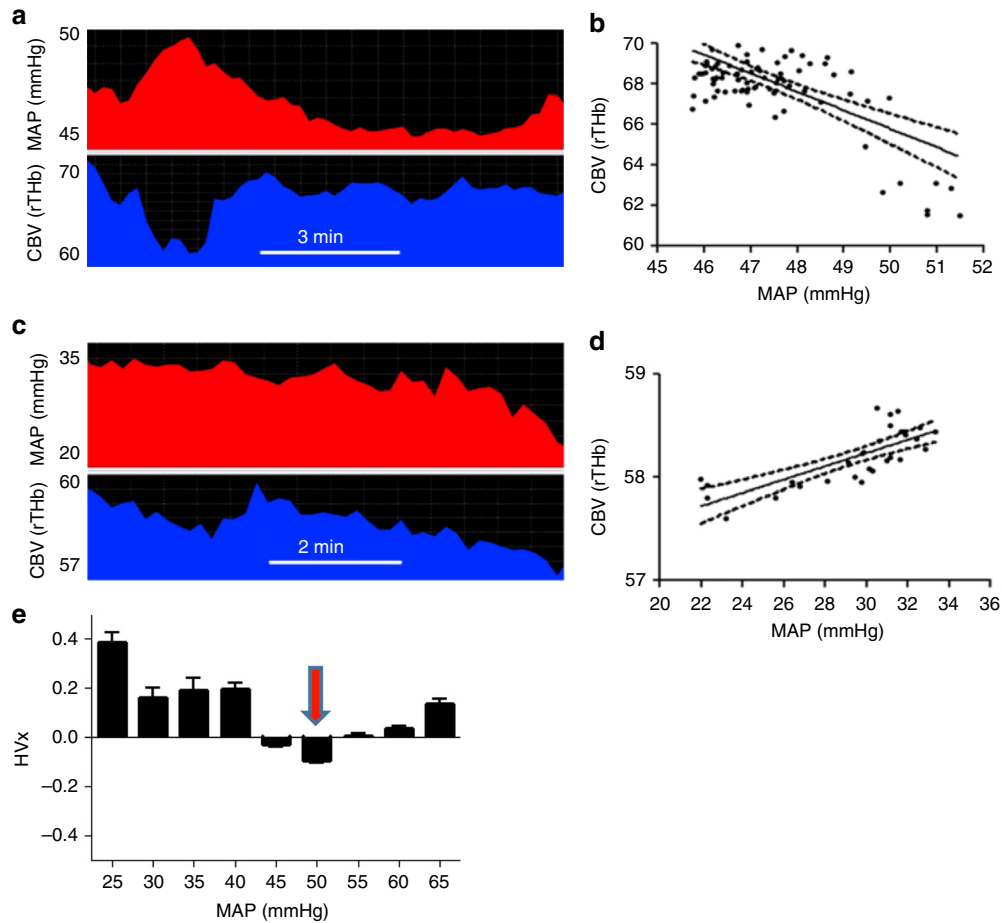 a
50
MAP (mmHg)
45
70
CBV (rTHb)
60
3 min
b
70
68
66
64
62
60
CBV (rTHb)
45 46 47 48 49 50 51 52
MAP (mmHg)
c
35
MAP (mmHg)
20
60
CBV (rTHb)
57
2 min
d
59
58
57
CBV (rTHb)
20 22 24 26 28 30 32 34 36
MAP (mmHg)
e
0.4
0.2
0.0
–0.2
–0.4
HVx
25 30 35 40 45 50 55 60 65
MAP (mmHg)